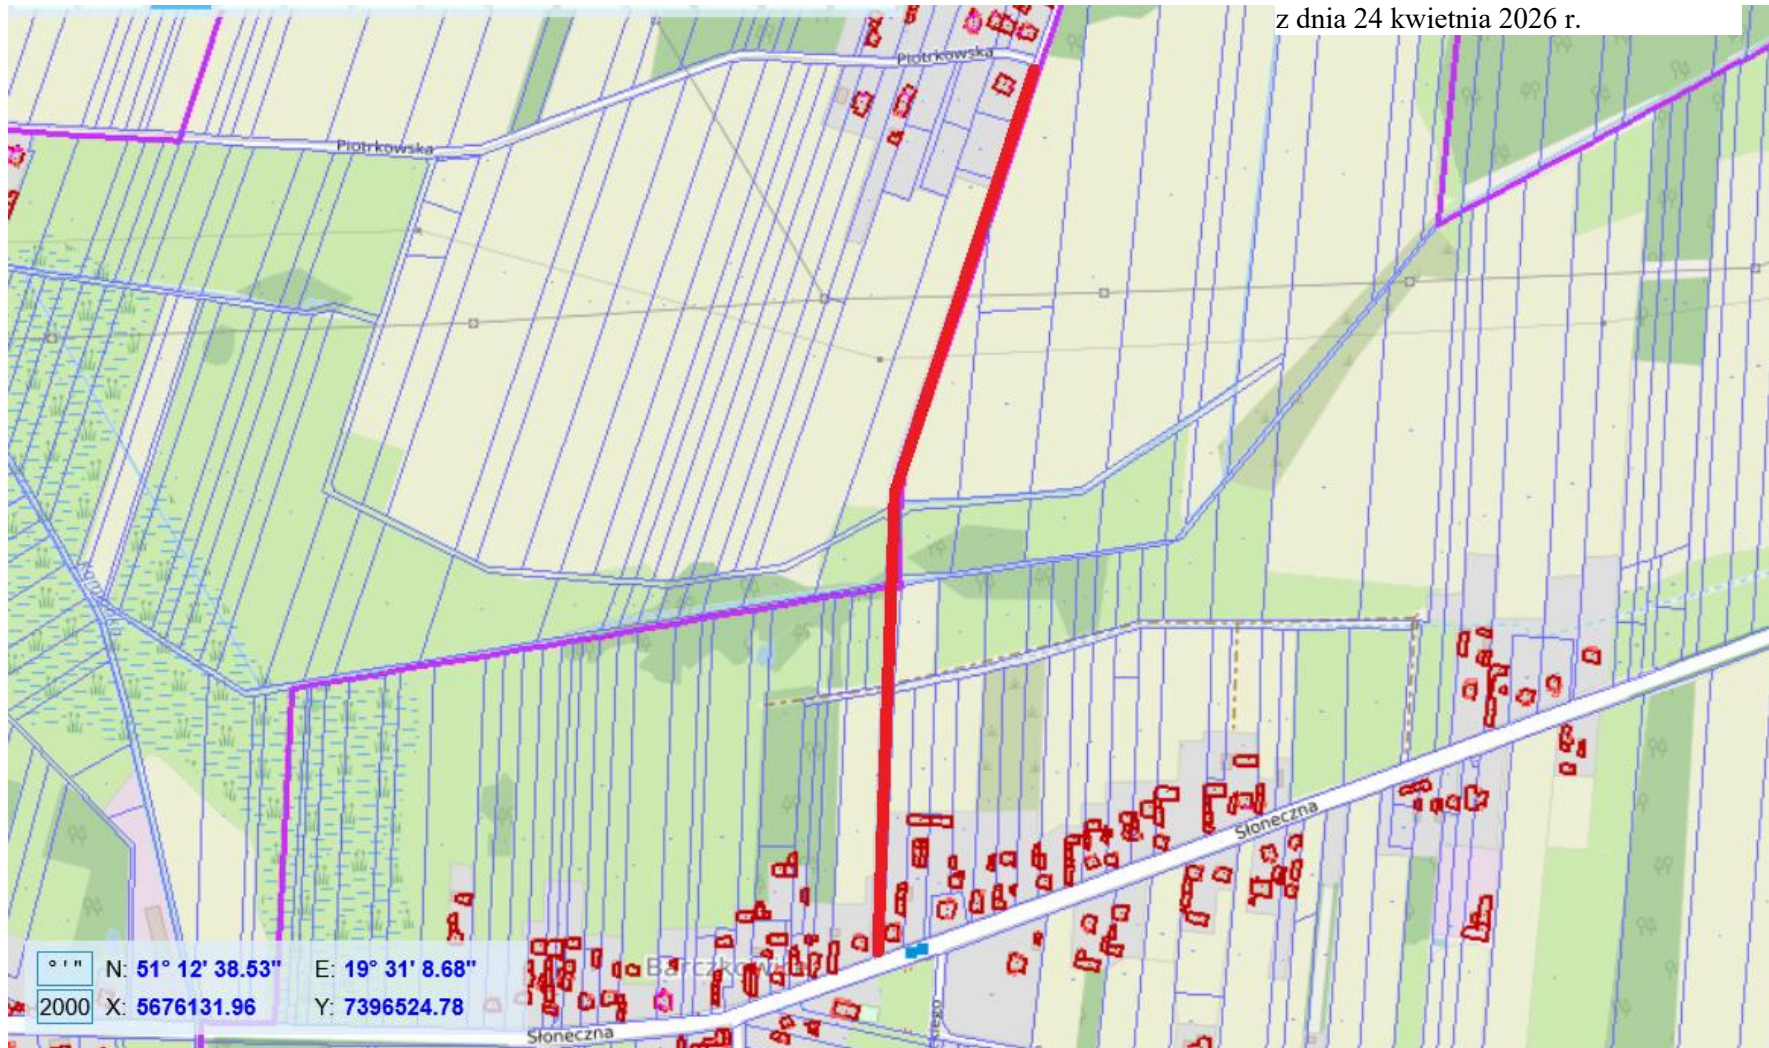 z dnia 24 kwietnia 2026 r.
Piotrkowska
Piotrkowska
Słoneczna
° ' " N: 51° 12' 38.53" E: 19° 31' 8.68"
2000 X: 5676131.96 Y: 7396524.78
Słoneczna